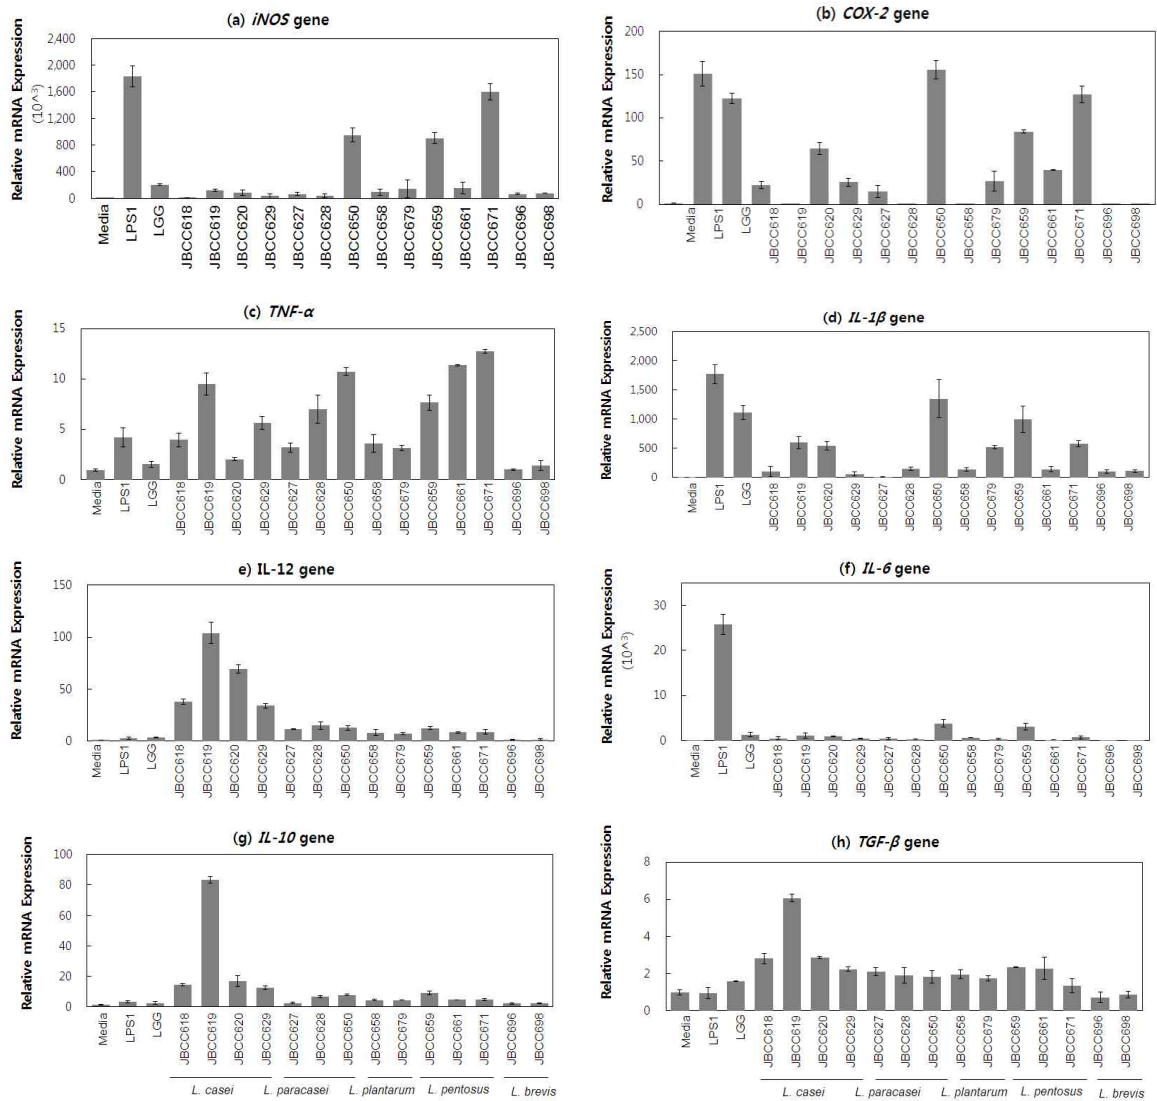 (a) iNOS gene
Relative mRNA Expression
(10^3)
2,400
2,000
1,600
1,200
800
400
0
Media
LPS1
LGG
JBCC618
JBCC619
JBCC620
JBCC629
JBCC627
JBCC628
JBCC650
JBCC658
JBCC679
JBCC659
JBCC661
JBCC671
JBCC696
JBCC698
(b) COX-2 gene
Relative mRNA Expression
200
150
100
50
0
Media
LPS1
LGG
JBCC618
JBCC619
JBCC620
JBCC629
JBCC627
JBCC628
JBCC650
JBCC658
JBCC679
JBCC659
JBCC661
JBCC671
JBCC696
JBCC698
(c) TNF-α
Relative mRNA Expression
15
10
5
0
Media
LPS1
LGG
JBCC618
JBCC619
JBCC620
JBCC629
JBCC627
JBCC628
JBCC650
JBCC658
JBCC679
JBCC659
JBCC661
JBCC671
JBCC696
JBCC698
(d) IL-1β gene
Relative mRNA Expression
2,500
2,000
1,500
1,000
500
0
Media
LPS1
LGG
JBCC618
JBCC619
JBCC620
JBCC629
JBCC627
JBCC628
JBCC650
JBCC658
JBCC679
JBCC659
JBCC661
JBCC671
JBCC696
JBCC698
e) IL-12 gene
Relative mRNA Expression
150
100
50
0
Media
LPS1
LGG
JBCC618
JBCC619
JBCC620
JBCC629
JBCC627
JBCC628
JBCC650
JBCC658
JBCC679
JBCC659
JBCC661
JBCC671
JBCC696
JBCC698
(f) IL-6 gene
Relative mRNA Expression
(10^3)
30
20
10
0
Media
LPS1
LGG
JBCC618
JBCC619
JBCC620
JBCC629
JBCC627
JBCC628
JBCC650
JBCC658
JBCC679
JBCC659
JBCC661
JBCC671
JBCC696
JBCC698
(g) IL-10 gene
Relative mRNA Expression
100
80
60
40
20
0
Media
LPS1
LGG
JBCC618
JBCC619
JBCC620
JBCC629
JBCC627
JBCC628
JBCC650
JBCC658
JBCC679
JBCC659
JBCC661
JBCC671
JBCC696
JBCC698
L. casei L. paracasei L. plantarum L. pentosus L. brevis
(h) TGF-β gene
Relative mRNA Expression
8
6
4
2
0
Media
LPS1
LGG
JBCC618
JBCC619
JBCC620
JBCC629
JBCC627
JBCC628
JBCC650
JBCC658
JBCC679
JBCC659
JBCC661
JBCC671
JBCC696
JBCC698
L. casei L. paracasei L. plantarum L. pentosus L. brevis